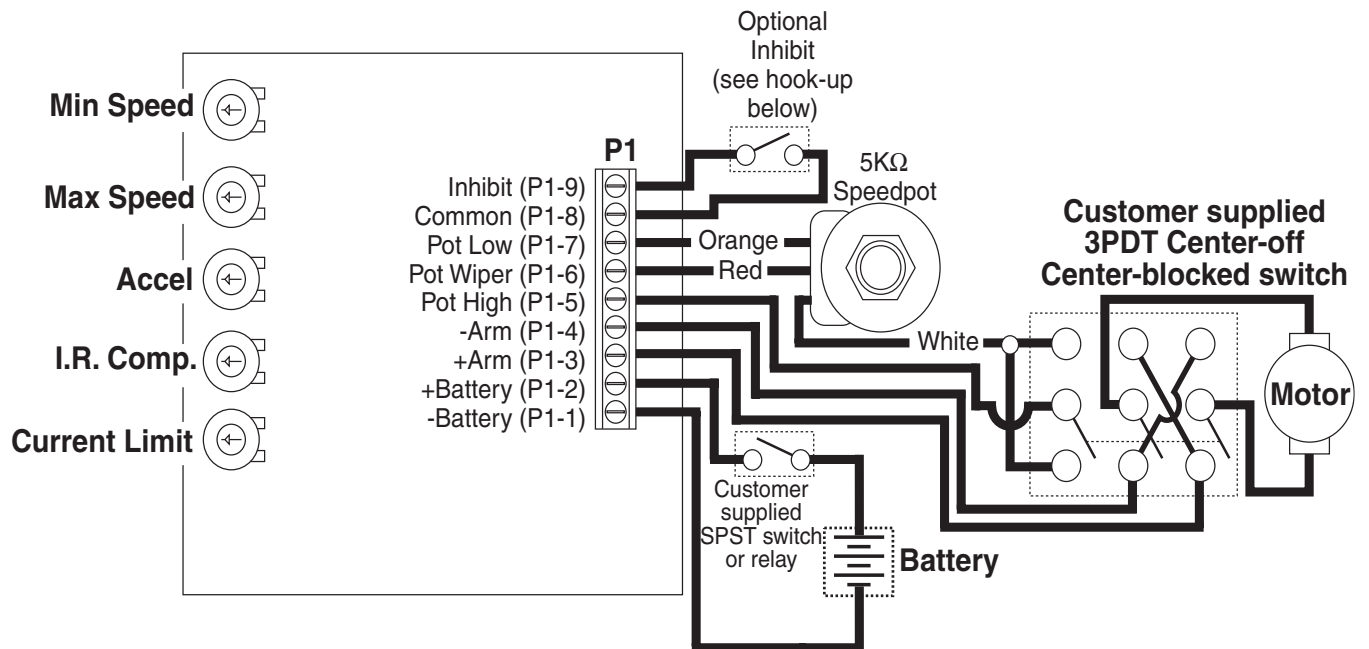 Optional
Inhibit
(see hook-up
below)
Min Speed
Max Speed
Accel
I.R. Comp.
Current Limit
P1
Inhibit (P1-9)
Common (P1-8)
Pot Low (P1-7)
Pot Wiper (P1-6)
Pot High (P1-5)
-Arm (P1-4)
+Arm (P1-3)
+Battery (P1-2)
-Battery (P1-1)
5KΩ
Speedpot
Orange
Red
White
Customer supplied
3PDT Center-off
Center-blocked switch
Motor
Customer
supplied
SPST switch
or relay
Battery